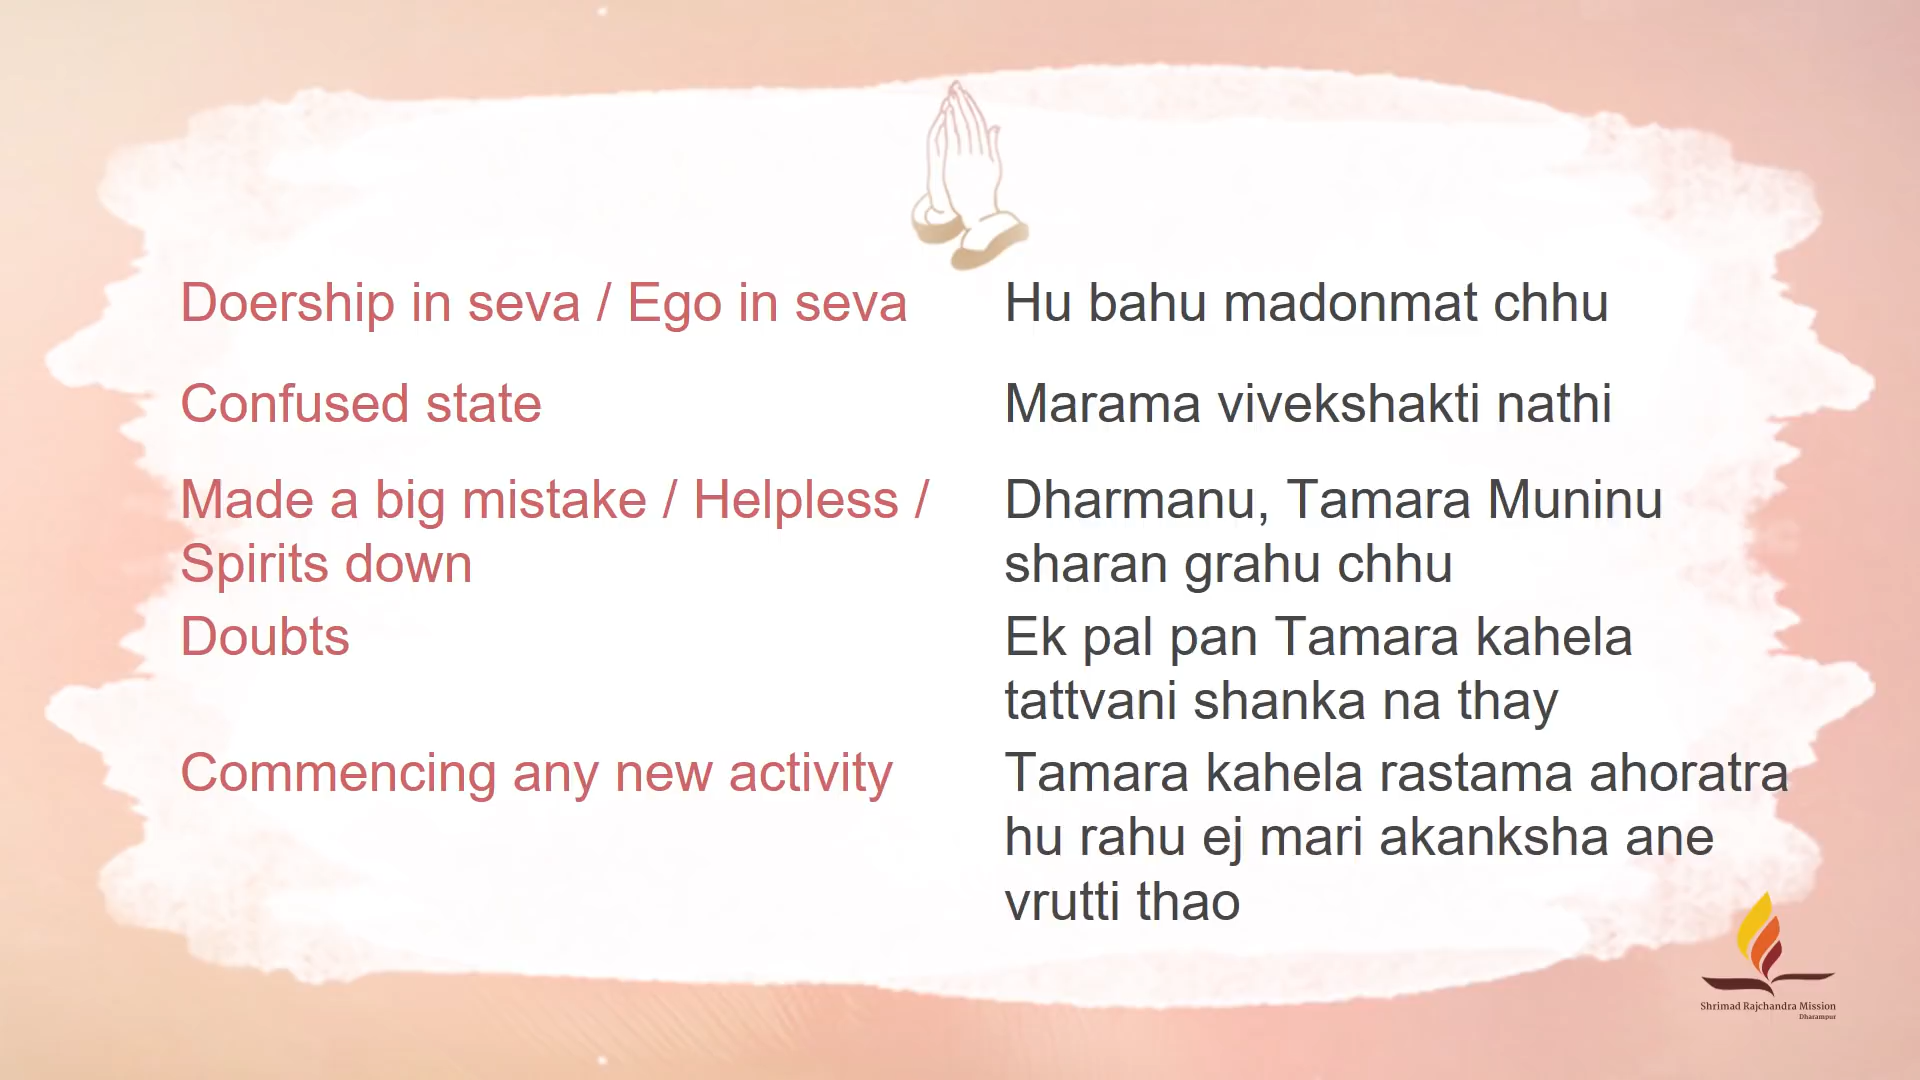 Doership in seva / Ego in seva
Hu bahu madonmat chhu
Confused state
Marama vivekshakti nathi
Made a big mistake / Helpless /
Spirits down
Dharmanu, Tamara Muninu
sharan grahu chhu
Doubts
Ek pal pan Tamara kahela
tattvani shanka na thay
Commencing any new activity
Tamara kahela rastama ahoratra
hu rahu ej mari akanksha ane
vrutti thao
Shrimad Rajchandra Mission
Dharampur